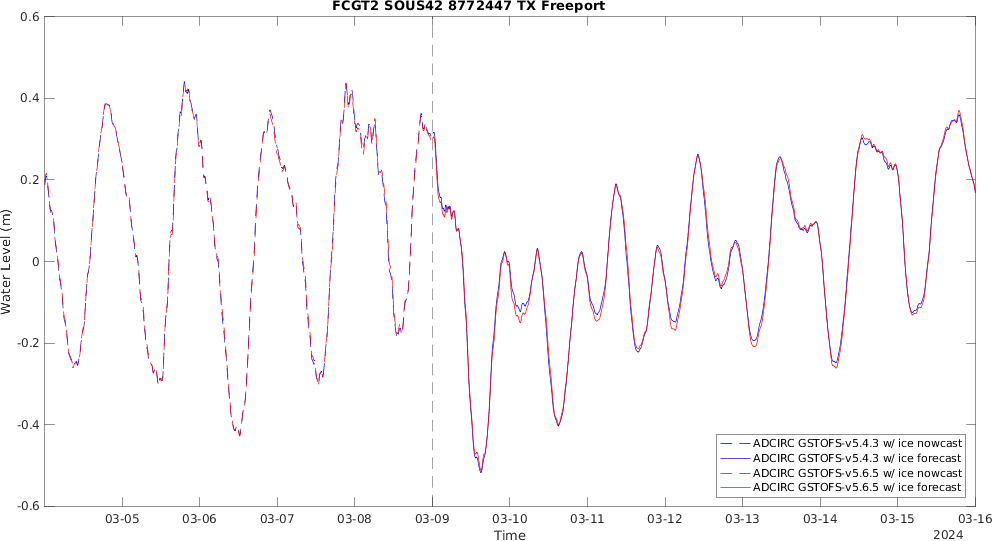 FCGT2 SOUS42 8772447 TX Freeport
0.6
0.4
0.2
0
-0.2
-0.4
-0.6
Water Level (m)
ADCIRC GSTOFS-v5.4.3 w/ ice nowcast
ADCIRC GSTOFS-v5.4.3 w/ ice forecast
ADCIRC GSTOFS-v5.6.5 w/ ice nowcast
ADCIRC GSTOFS-v5.6.5 w/ ice forecast
03-05 03-06 03-07 03-08 03-09 03-10 03-11 03-12 03-13 03-14 03-15 03-16
Time
2024